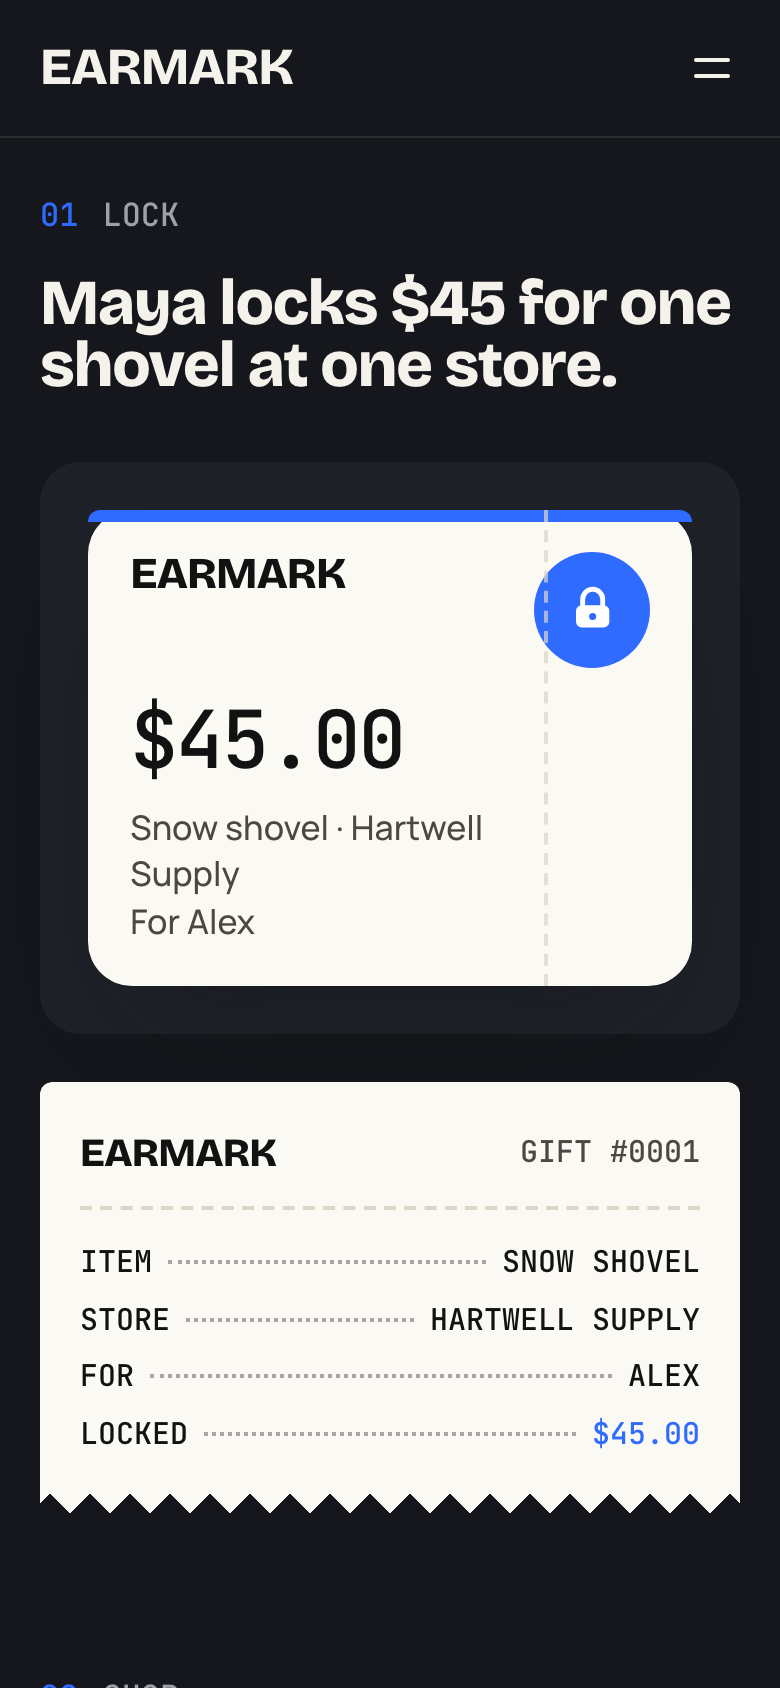 EARMARK
01 LOCK
Maya locks $45 for one
shovel at one store.
EARMARK
$45.00
Snow shovel · Hartwell
Supply
For Alex
EARMARK GIFT #0001
ITEM SNOW SHOVEL
STORE HARTWELL SUPPLY
FOR ALEX
LOCKED $45.00